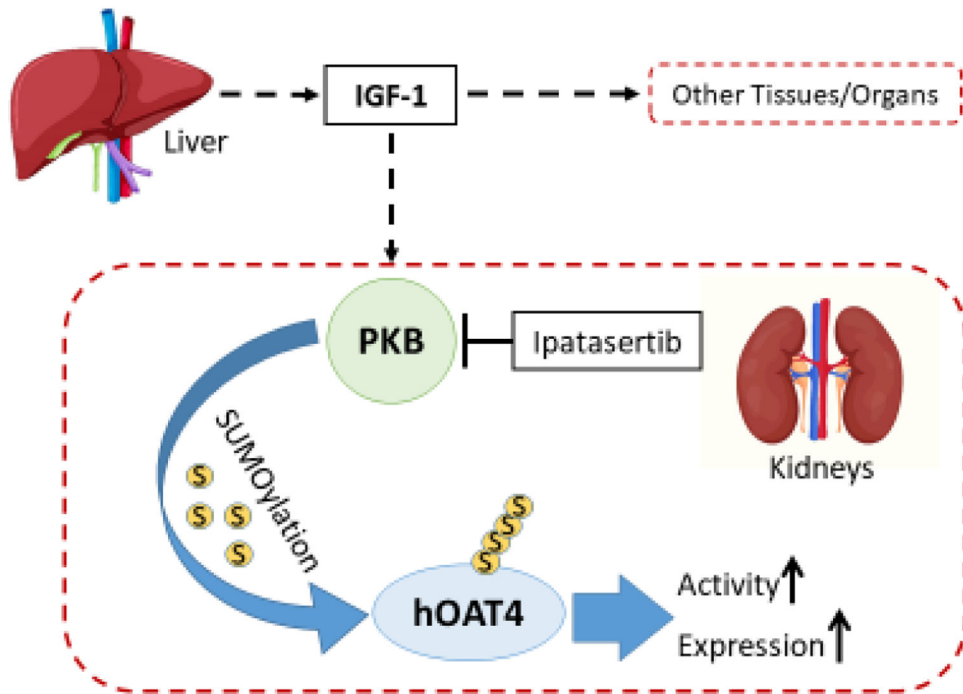 IGF-1
Other Tissues/Organs
Liver
PKB
Ipatasertib
Kidneys
SUMOylation
S
S
S
S
S
S
S
S
hOAT4
Activity
Expression